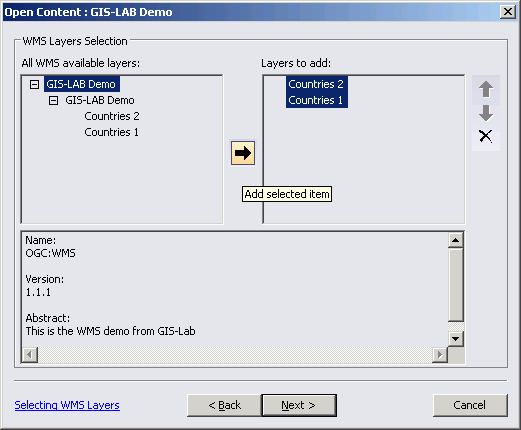 Open Content : GIS-LAB Demo
WMS Layers Selection
All WMS available layers:
GIS-LAB Demo
GIS-LAB Demo
Countries 2
Countries 1
Layers to add:
Countries 2
Countries 1
Add selected item
Name:
OGC:WMS
Version:
1.1.1
Abstract:
This is the WMS demo from GIS-Lab
Selecting WMS Layers
< Back
Next >
Cancel